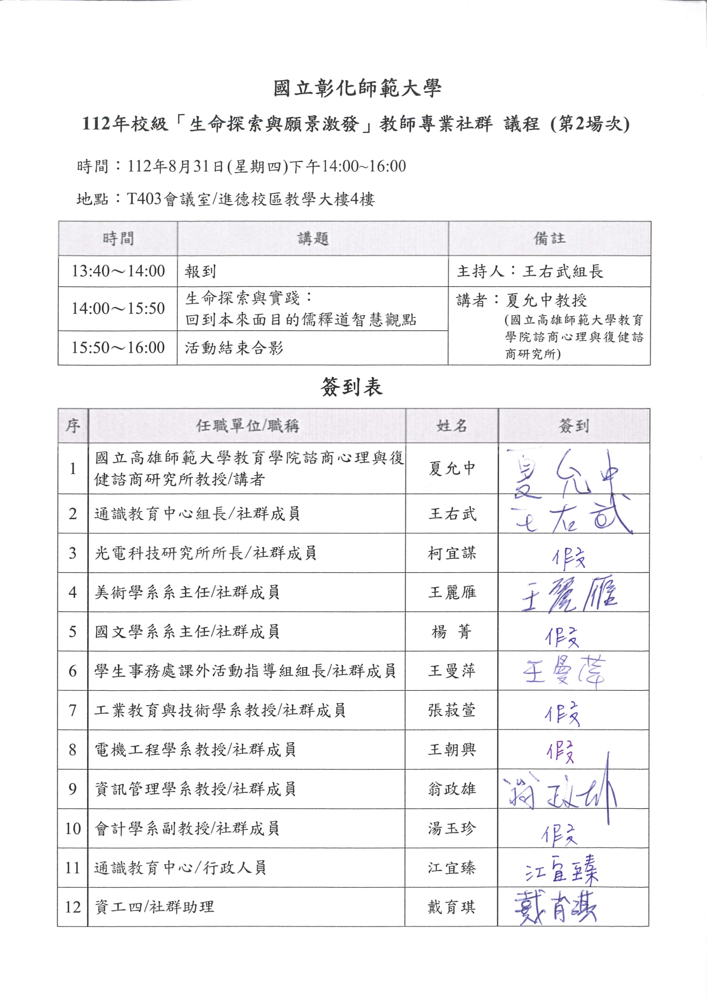 國立彰化師範大學
112年校級「生命探索與願景激發」教師專業社群 議程 (第2場次)
時間：112年8月31日(星期四)下午14:00~16:00
地點：T403會議室/進德校區教學大樓4樓
時間 講題 備註
13:40～14:00 報到 主持人：王右武組長
14:00～15:50 生命探索與實踐：
回到本來面目的儒釋道智慧觀點
講者：夏允中教授
(國立高雄師範大學教育
學院諮商心理與復健諮
商研究所)
15:50～16:00 活動結束合影
簽到表
序 任職單位/職稱 姓名 簽到
1 國立高雄師範大學教育學院諮商心理與復
健諮商研究所教授/講者 夏允中 夏允中
2 通識教育中心組長/社群成員 王右武 王右武
3 光電科技研究所所長/社群成員 柯宜謀 假
4 美術學系系主任/社群成員 王麗雁 王麗雁
5 國文學系系主任/社群成員 楊 菁 假
6 學生事務處課外活動指導組組長/社群成員 王曼萍 王曼萍
7 工業教育與技術學系教授/社群成員 張菽萱 假
8 電機工程學系教授/社群成員 王朝興 假
9 資訊管理學系教授/社群成員 翁政雄 翁政雄
10 會計學系副教授/社群成員 湯玉珍 假
11 通識教育中心/行政人員 江宜臻 江宜臻
12 資工四/社群助理 戴育琪 戴育琪